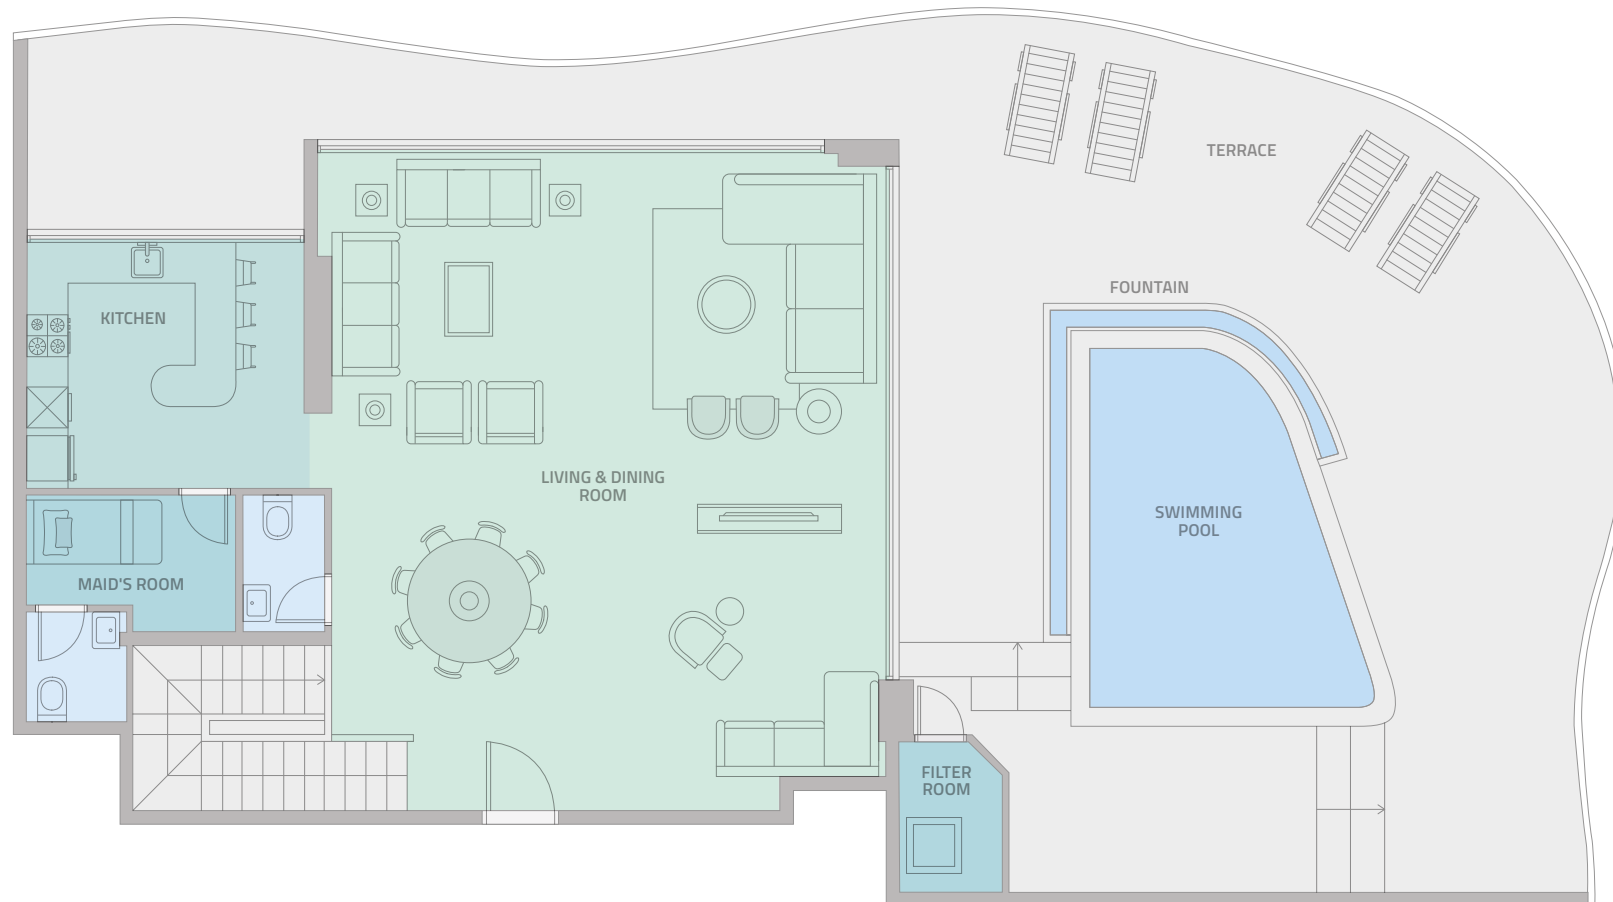 TERRACE
FOUNTAIN
KITCHEN
LIVING & DINING
ROOM
SWIMMING
POOL
MAID'S ROOM
FILTER
ROOM